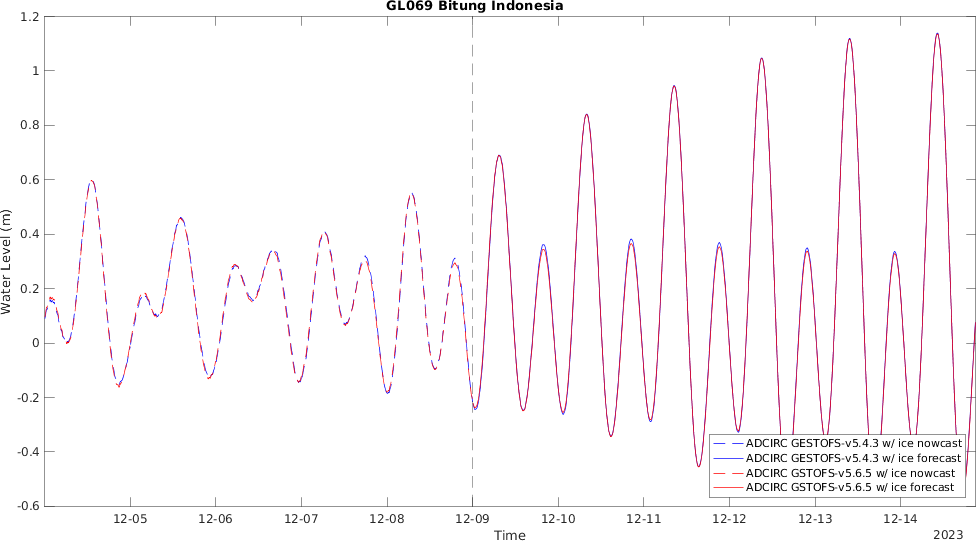 GL069 Bitung Indonesia
1.2
1
0.8
0.6
0.4
0.2
0
-0.2
-0.4
-0.6
Water Level (m)
ADCIRC GESTOFS-v5.4.3 w/ ice nowcast
ADCIRC GESTOFS-v5.4.3 w/ ice forecast
ADCIRC GSTOFS-v5.6.5 w/ ice nowcast
ADCIRC GSTOFS-v5.6.5 w/ ice forecast
12-05 12-06 12-07 12-08 12-09 12-10 12-11 12-12 12-13 12-14
Time
2023